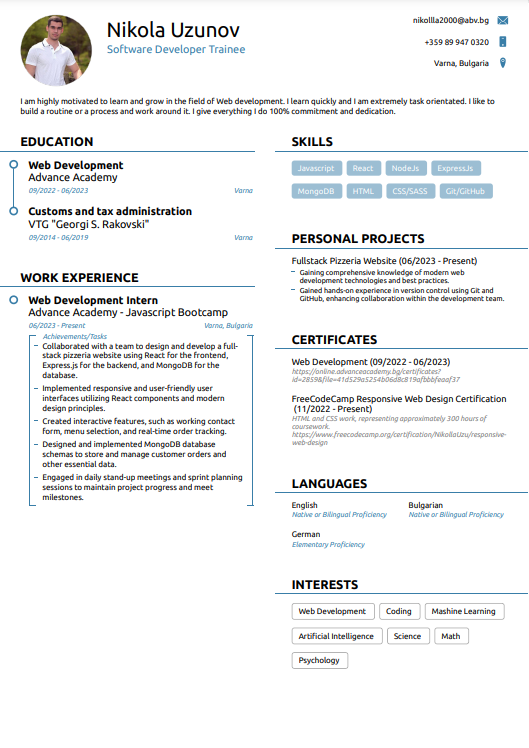 Nikola Uzunov
Software Developer Trainee
nikollla2000@abv.bg
+359 89 947 0320
Varna, Bulgaria
I am highly motivated to learn and grow in the field of Web development. I learn quickly and I am extremely task orientated. I like to
build a routine or a process and work around it. I give everything I do 100% commitment and dedication.
EDUCATION
Web Development
Advance Academy
09/2022 - 06/2023
Varna
Customs and tax administration
VTG "Georgi S. Rakovski"
09/2014 - 06/2019
Varna
WORK EXPERIENCE
Web Development Intern
Advance Academy - Javascript Bootcamp
06/2023 - Present
Varna, Bulgaria
Achievements/Tasks
Collaborated with a team to design and develop a full-
stack pizzeria website using React for the frontend,
Express.js for the backend, and MongoDB for the
database.
Implemented responsive and user-friendly user
interfaces utilizing React components and modern
design principles.
Created interactive features, such as working contact
form, menu selection, and real-time order tracking.
Designed and implemented MongoDB database
schemas to store and manage customer orders and
other essential data.
Engaged in daily stand-up meetings and sprint planning
sessions to maintain project progress and meet
milestones.
SKILLS
Javascript React NodeJs ExpressJs
MongoDB HTML CSS/SASS Git/GitHub
PERSONAL PROJECTS
Fullstack Pizzeria Website (06/2023 - Present)
Gaining comprehensive knowledge of modern web
development technologies and best practices.
Gained hands-on experience in version control using Git and
GitHub, enhancing collaboration within the development team.
CERTIFICATES
Web Development (09/2022 - 06/2023)
https://online.advanceacademy.bg/certificates?
id=2859&file=41d529a5254b06d8c819afbbbfeaaf37
FreeCodeCamp Responsive Web Design Certification
(11/2022 - Present)
HTML and CSS work, representing approximately 300 hours of
coursework.
https://www.freecodecamp.org/certification/NikollaUzu/responsive-
web-design
LANGUAGES
English
Native or Bilingual Proficiency
Bulgarian
Native or Bilingual Proficiency
German
Elementary Proficiency
INTERESTS
Web Development Coding Mashine Learning
Artificial Intelligence Science Math
Psychology